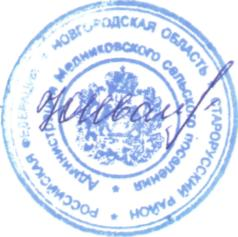 РОССИЙСКАЯ ФЕДЕРАЦИЯ * НОВГОРОДСКАЯ ОБЛАСТЬ * СТАРОРУССКИЙ РАЙОН *
Администрация Медниковского сельского поселения *